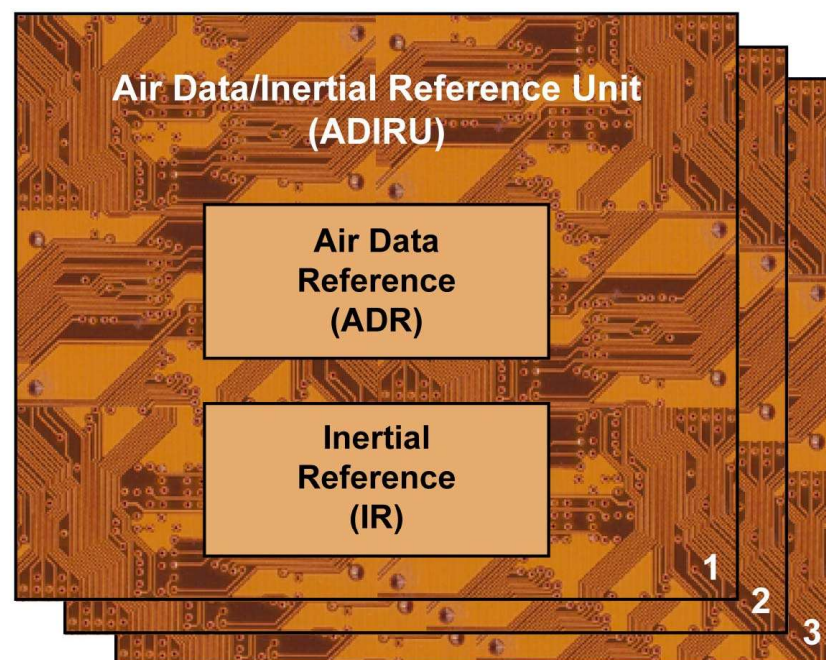 Air Data/Inertial Reference Unit
(ADIRU)
Air Data
Reference
(ADR)
Inertial
Reference
(IR)
1
2
3